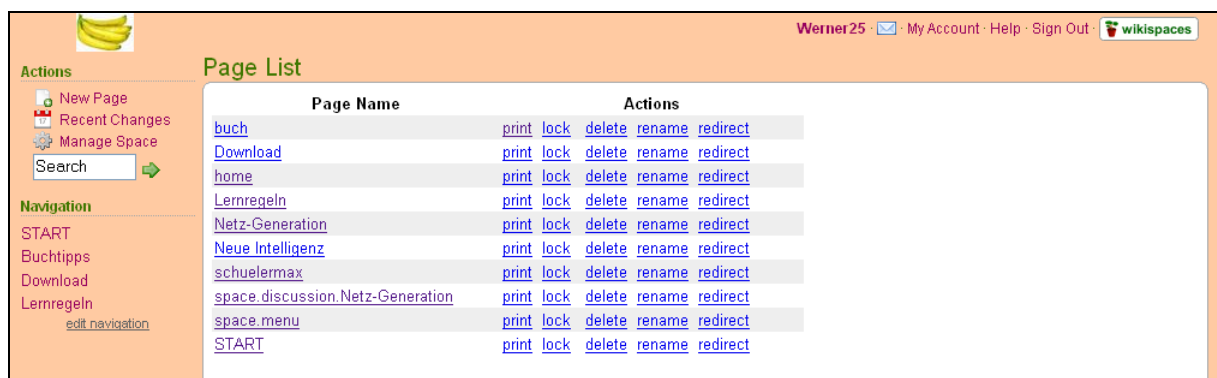 Werner25 · My Account · Help · Sign Out · wikispaces
Actions
New Page
17 Recent Changes
Manage Space
Search
Navigation
START
Buchtipps
Download
Lernregeln
edit navigation
Page List
Page Name Actions
buch print lock delete rename redirect
Download print lock delete rename redirect
home print lock delete rename redirect
Lernregeln print lock delete rename redirect
Netz-Generation print lock delete rename redirect
Neue Intelligenz print lock delete rename redirect
schuelermax print lock delete rename redirect
space.discussion.Netz-Generation print lock delete rename redirect
space.menu print lock delete rename redirect
START print lock delete rename redirect